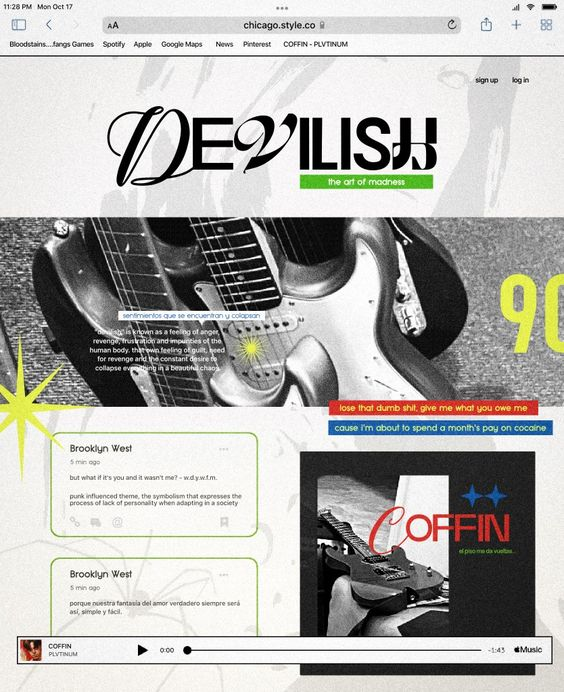 11:28 PM Mon Oct 17
AA
chicago.style.co
Bloodstains....fangs Games Spotify Apple Google Maps News Pinterest COFFIN - PLVTINUM
sign up log in
DEVILISH
the art of madness
sentimientos que se encuentran y colapsan
"devilish" is known as a feeling of anger,
revenge, frustration and impurities of the
human body. that own feeling of guilt, need
for revenge and the constant desire to
collapse everything in a beautiful chaos.
90
lose that dumb shit, give me what you owe me
cause i'm about to spend a month's pay on cocaine
Brooklyn West
5 min ago
but what if it's you and it wasn't me? - w.d.y.w.f.m.
punk influenced theme, the symbolism that expresses the
process of lack of personality when adapting in a society
COFFIN
el piso me da vueltas...
Brooklyn West
5 min ago
porque nuestra fantasía del amor verdadero siempre será
así, simple y fácil.
COFFIN
PLVTINUM
0:00
-1:43
Music